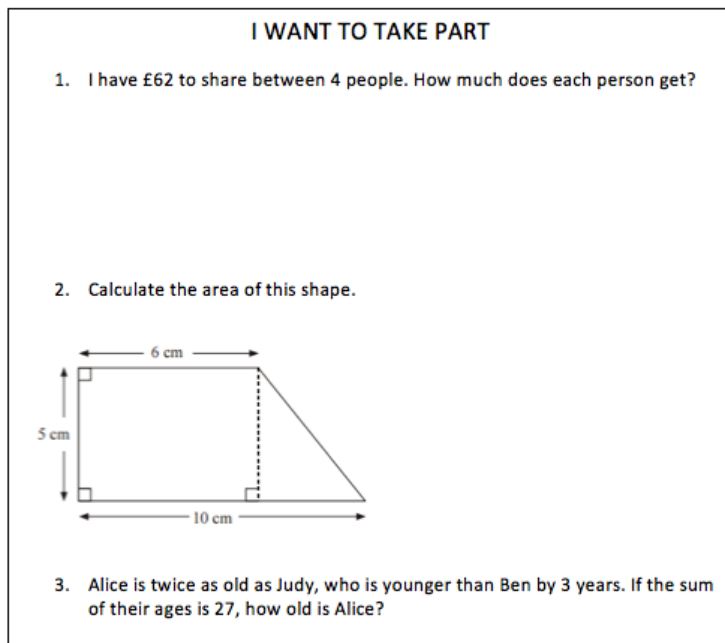 I WANT TO TAKE PART
1. I have £62 to share between 4 people. How much does each person get?
2. Calculate the area of this shape.
6 cm
5 cm
10 cm
3. Alice is twice as old as Judy, who is younger than Ben by 3 years. If the sum
of their ages is 27, how old is Alice?